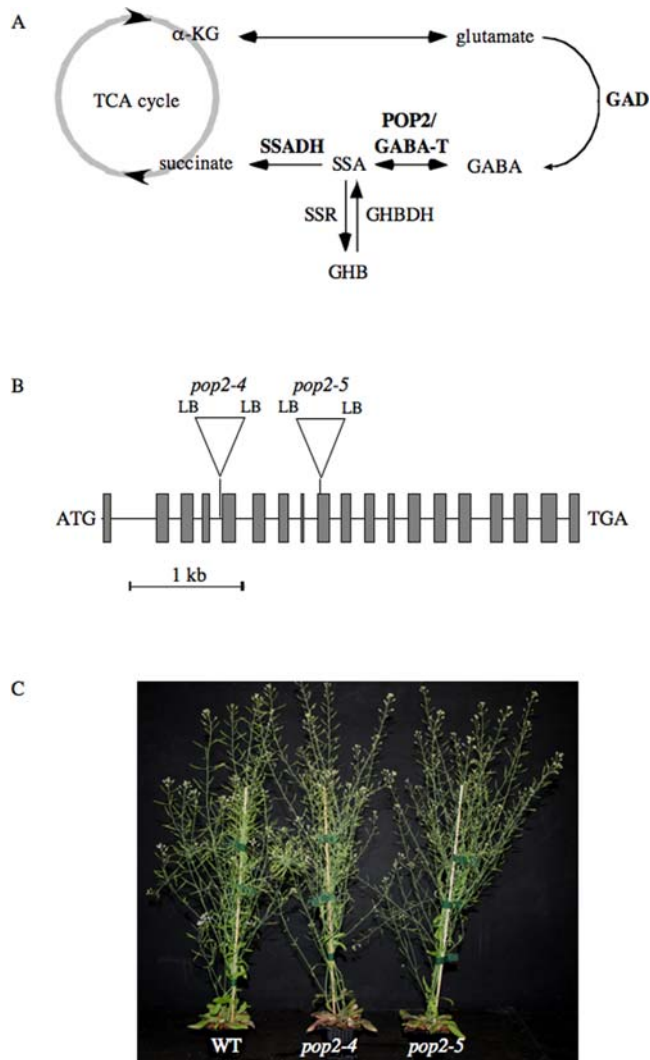 A
α-KG
glutamate
TCA cycle
GAD
POP2/
SSADH
GABA-T
succinate
SSA
GABA
SSR
GHBDH
GHB
B
pop2-4
pop2-5
LB
LB
LB
LB
ATG
TGA
1 kb
C
WT
pop2-4
pop2-5